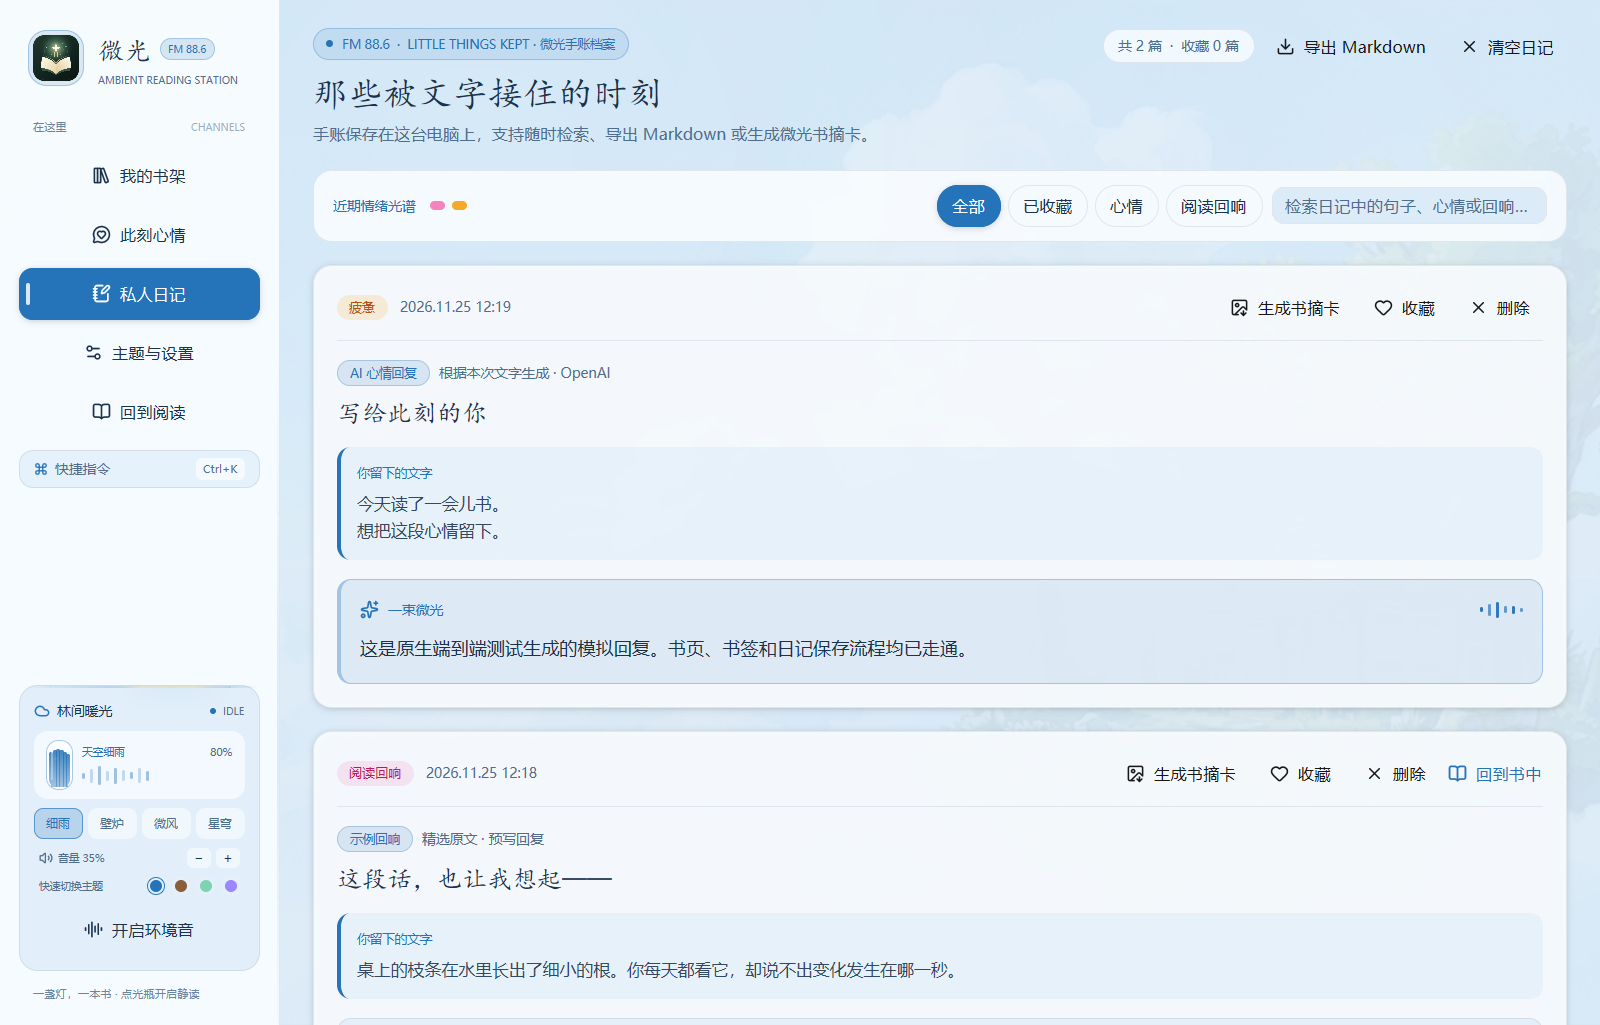 微光 FM 88.6
AMBIENT READING STATION
在这里 CHANNELS
我的书架
此刻心情
私人日记
主题与设置
回到阅读
快捷指令 Ctrl+K
林间暖光 IDLE
天空细雨 80%
细雨 壁炉 微风 星穹
音量 35% − +
快速切换主题
开启环境音
一盏灯，一本书 · 点光瓶开启静读
FM 88.6 · LITTLE THINGS KEPT · 微光手账档案
共 2 篇 · 收藏 0 篇 导出 Markdown 清空日记
那些被文字接住的时刻
手账保存在这台电脑上，支持随时检索、导出 Markdown 或生成微光书摘卡。
近期情绪光谱 全部 已收藏 心情 阅读回响 检索日记中的句子、心情或回响...
疲惫 2026.11.25 12:19 生成书摘卡 收藏 删除
AI 心情回复 根据本次文字生成 · OpenAI
写给此刻的你
你留下的文字
今天读了一会儿书。
想把这段心情留下。
一束微光
这是原生端到端测试生成的模拟回复。书页、书签和日记保存流程均已走通。
阅读回响 2026.11.25 12:18 生成书摘卡 收藏 删除 回到书中
示例回响 精选原文 · 预写回复
这段话，也让我想起——
你留下的文字
桌上的枝条在水里长出了细小的根。你每天都看它，却说不出变化发生在哪一秒。